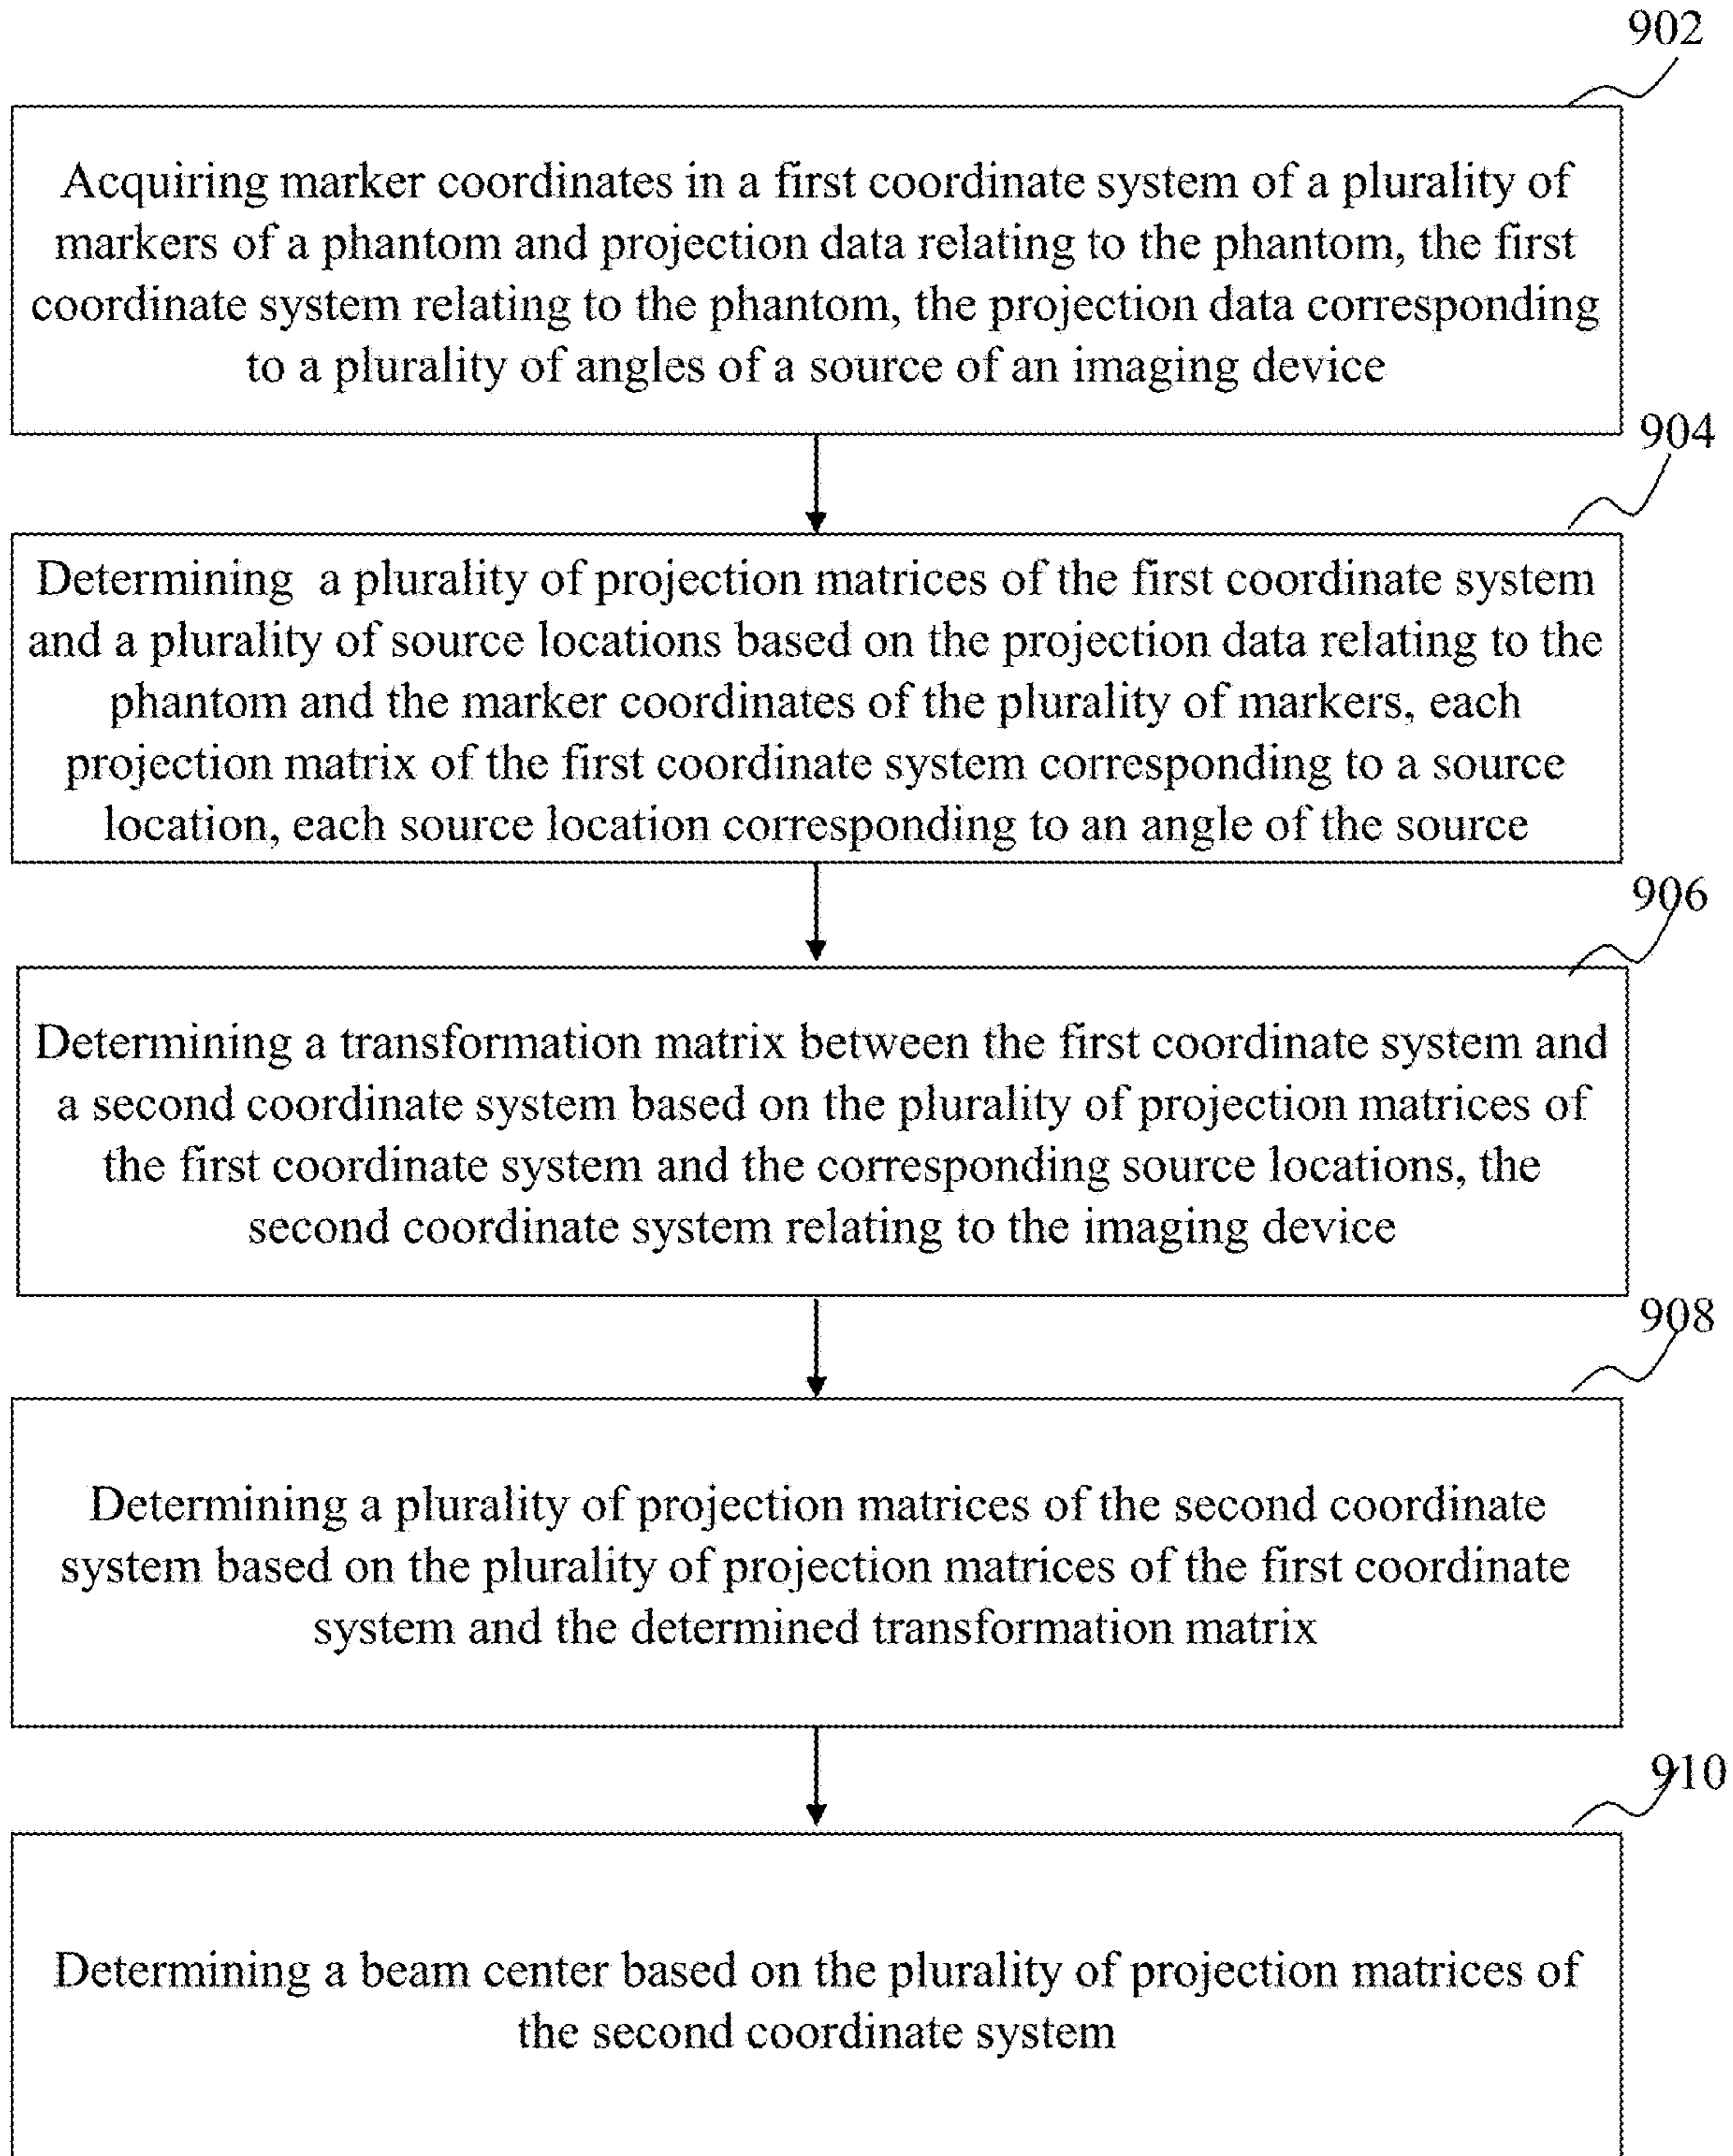 902
Acquiring marker coordinates in a first coordinate system of a plurality of
markers of a phantom and projection data relating to the phantom, the first
coordinate system relating to the phantom, the projection data corresponding
to a plurality of angles of a source of an imaging device
904
Determining a plurality of projection matrices of the first coordinate system
and a plurality of source locations based on the projection data relating to the
phantom and the marker coordinates of the plurality of markers, each
projection matrix of the first coordinate system corresponding to a source
location, each source location corresponding to an angle of the source
906
Determining a transformation matrix between the first coordinate system and
a second coordinate system based on the plurality of projection matrices of
the first coordinate system and the corresponding source locations, the
second coordinate system relating to the imaging device
908
Determining a plurality of projection matrices of the second coordinate
system based on the plurality of projection matrices of the first coordinate
system and the determined transformation matrix
910
Determining a beam center based on the plurality of projection matrices of
the second coordinate system